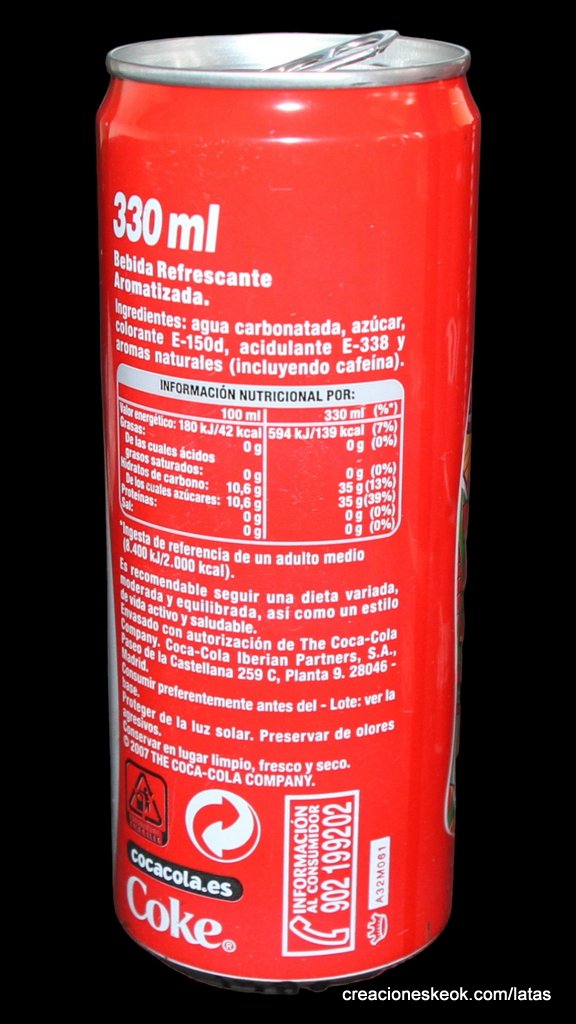 330 ml
Bebida Refrescante
Aromatizada.
Ingredientes: agua carbonatada, azúcar,
colorante E-150d, acidulante E-338 y
aromas naturales (incluyendo cafeína).
INFORMACIÓN NUTRICIONAL POR:
100 ml 330 ml (%*)
Valor energético: 180 kJ/42 kcal 594 kJ/139 kcal (7%)
Grasas: 0 g 0 g (0%)
De las cuales ácidos
grasos saturados: 0 g 0 g (0%)
Hidratos de carbono: 10,6 g 35 g (13%)
De los cuales azúcares: 10,6 g 35 g (39%)
Proteínas: 0 g 0 g (0%)
Sal: 0 g 0 g (0%)
*Ingesta de referencia de un adulto medio
(8.400 kJ/2.000 kcal).
Es recomendable seguir una dieta variada,
moderada y equilibrada, así como un estilo
de vida activo y saludable.
Envasado con autorización de The Coca-Cola
Company. Coca-Cola Iberian Partners, S.A.,
Paseo de la Castellana 259 C, Planta 9. 28046 -
Madrid.
Consumir preferentemente antes del - Lote: ver la
base.
Proteger de la luz solar. Preservar de olores
agresivos.
Conservar en lugar limpio, fresco y seco.
© 2007 THE COCA-COLA COMPANY.
cocacola.es
Coke®
INFORMACIÓN
AL CONSUMIDOR
902 199202
A32M061
creacioneskeok.com/latas